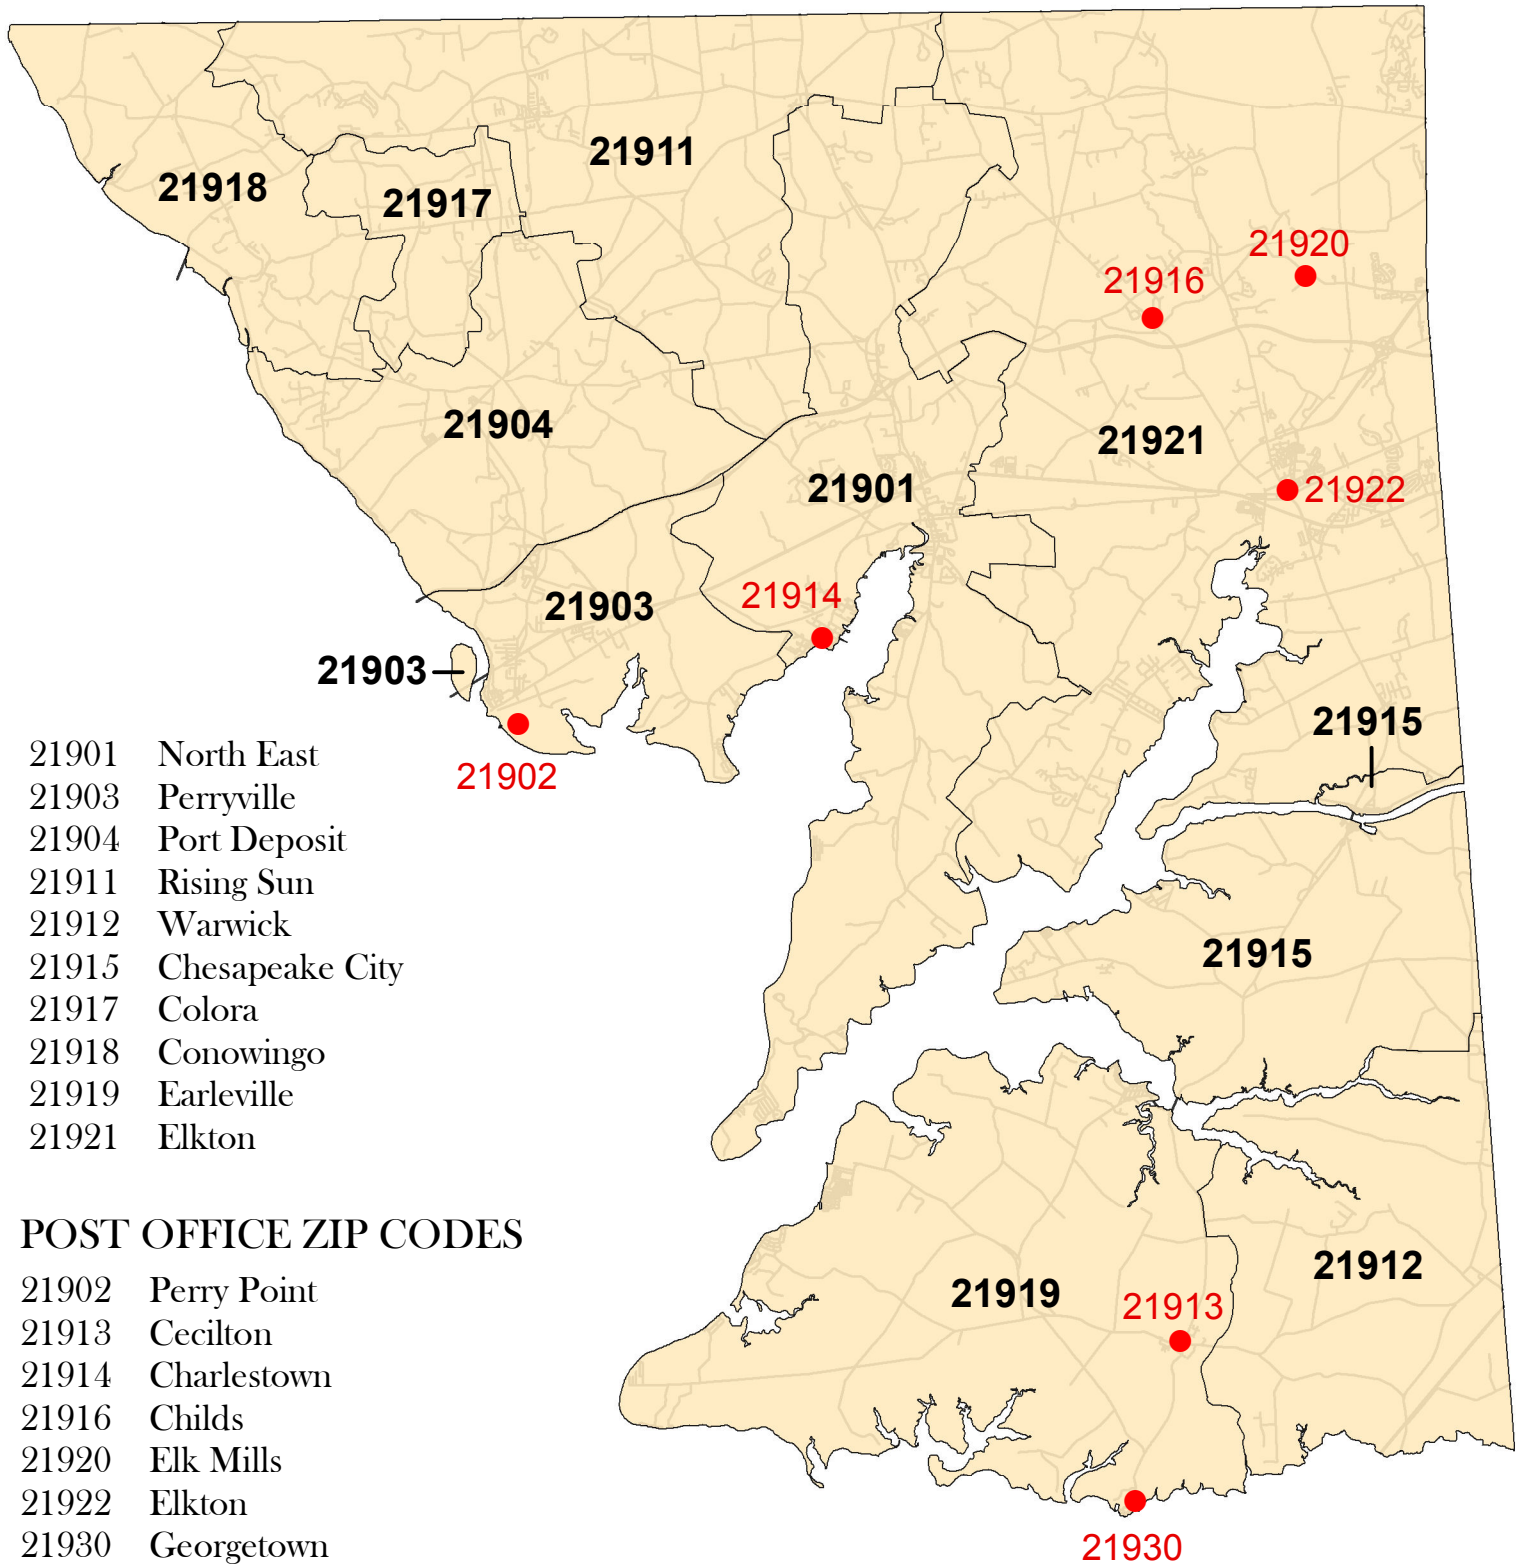 21911
21918
21917
21920
21916
21904
21921
21901
21922
21914
21903
21903
21915
21902
21901 North East
21903 Perryville
21904 Port Deposit
21911 Rising Sun
21912 Warwick
21915 Chesapeake City
21917 Colora
21918 Conowingo
21919 Earleville
21921 Elkton
21915
POST OFFICE ZIP CODES
21902 Perry Point
21913 Cecilton
21914 Charlestown
21916 Childs
21920 Elk Mills
21922 Elkton
21930 Georgetown
21912
21919
21913
21930